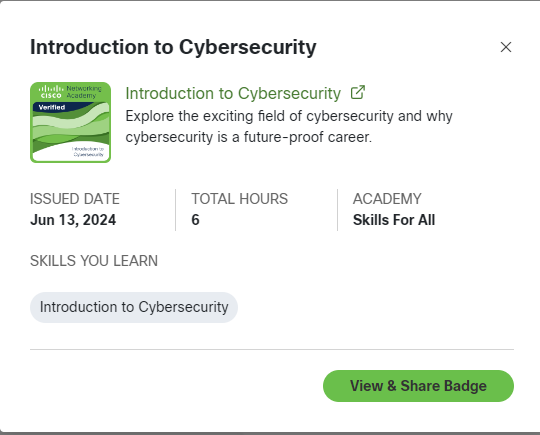 Introduction to Cybersecurity
Networking
CISCO Academy
Verified
Introduction to
Cybersecurity
Introduction to Cybersecurity
Explore the exciting field of cybersecurity and why
cybersecurity is a future-proof career.
ISSUED DATE
Jun 13, 2024
TOTAL HOURS
6
ACADEMY
Skills For All
SKILLS YOU LEARN
Introduction to Cybersecurity
View & Share Badge